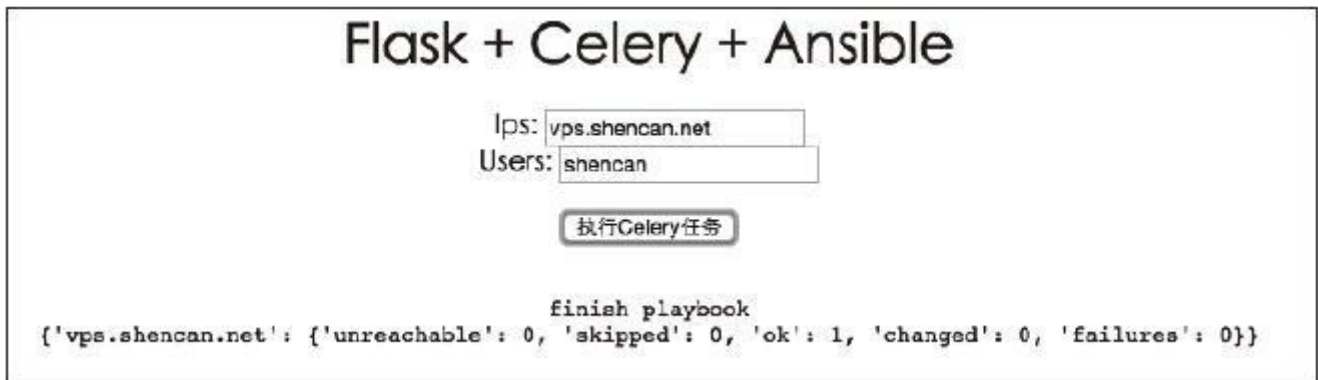 Flask + Celery + Ansible
Ips: vps.shencan.net
Users: shencan
执行Celery任务
finish playbook
{'vps.shencan.net': {'unreachable': 0, 'skipped': 0, 'ok': 1, 'changed': 0, 'failures': 0}}